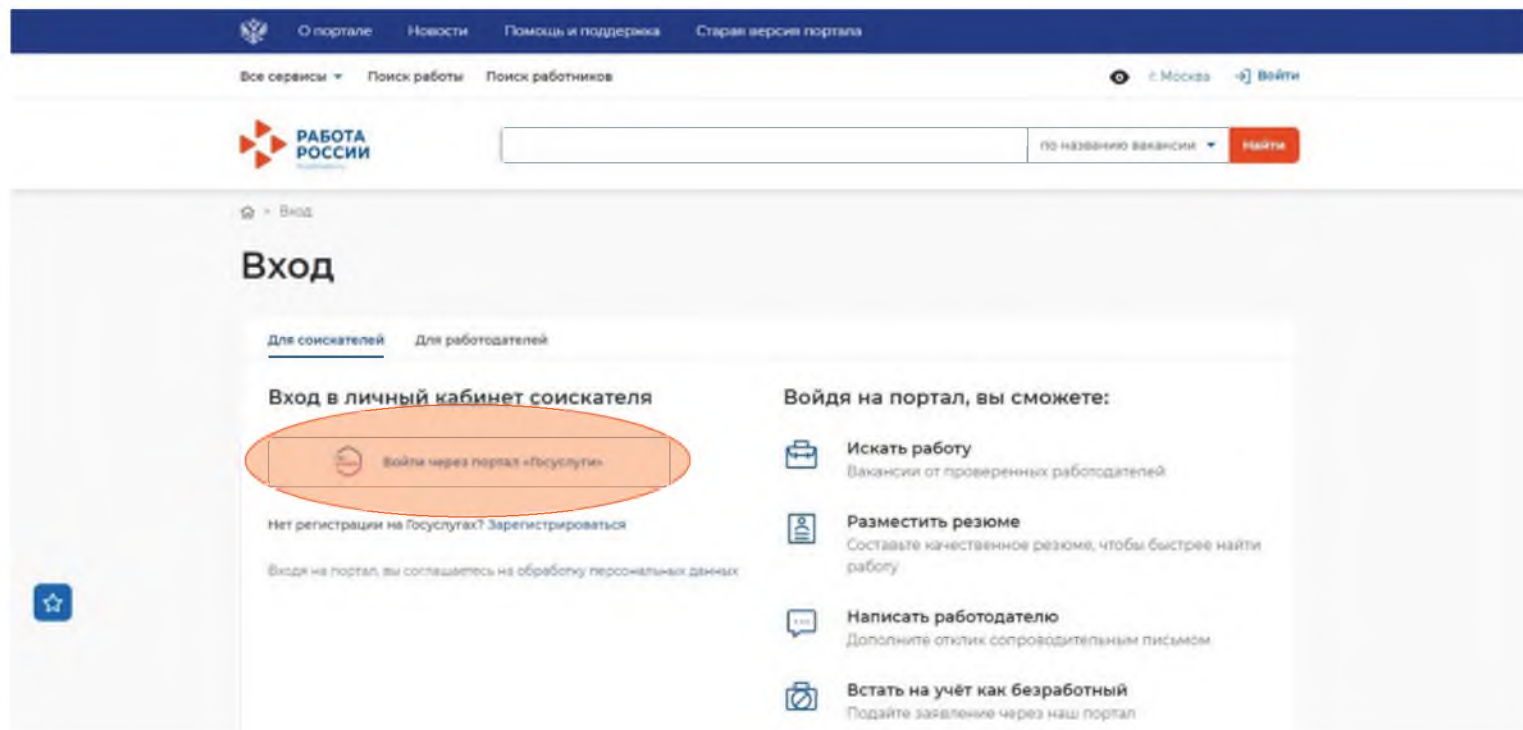 О портале Новости Помощь и поддержка Старая версия портала
Все сервисы Поиск работы Поиск работников г. Москва Войти
РАБОТА
РОССИИ
по названию вакансии Найти
Вход
Вход
Для соискателей Для работодателей
Вход в личный кабинет соискателя
Войти через портал «Госуслуги»
Нет регистрации на Госуслугах? Зарегистрироваться
Входя на портал, вы соглашаетесь на обработку персональных данных
Войдя на портал, вы сможете:
Искать работу
Вакансии от проверенных работодателей
Разместить резюме
Составьте качественное резюме, чтобы быстрее найти
работу
Написать работодателю
Дополните отклик сопроводительным письмом
Встать на учёт как безработный
Подайте заявление через наш портал